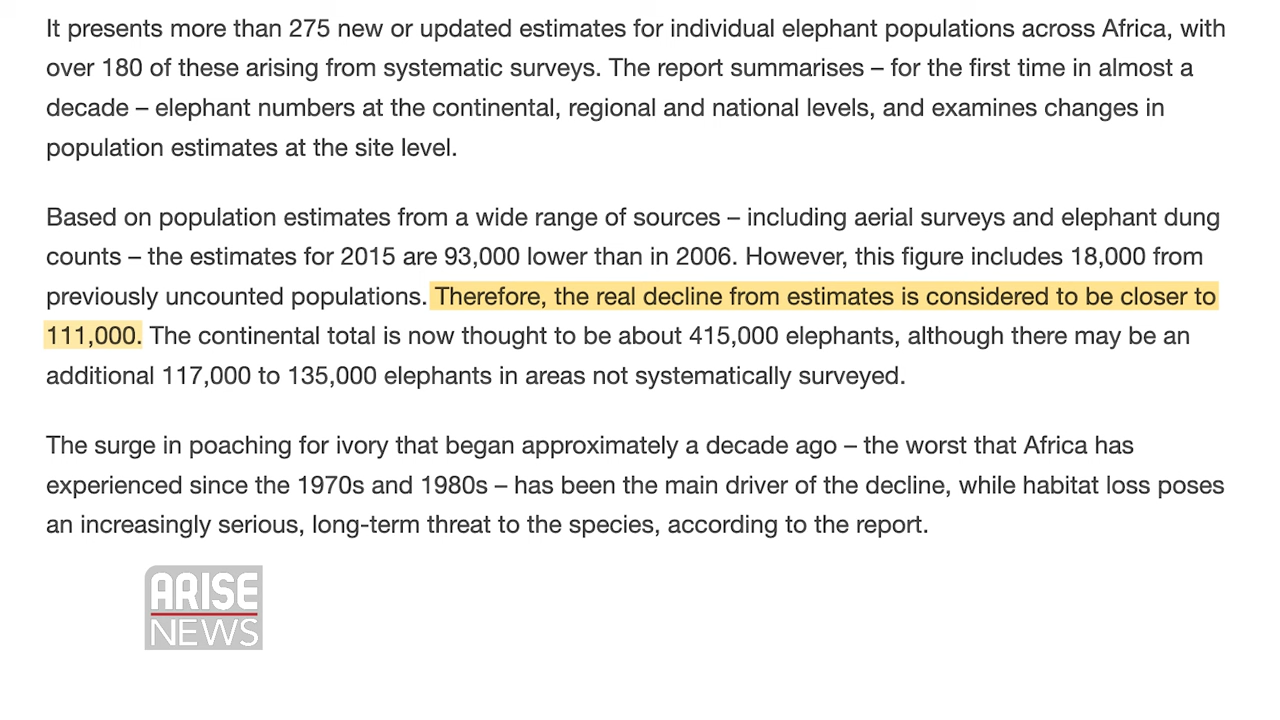 It presents more than 275 new or updated estimates for individual elephant populations across Africa, with
over 180 of these arising from systematic surveys. The report summarises – for the first time in almost a
decade – elephant numbers at the continental, regional and national levels, and examines changes in
population estimates at the site level.
Based on population estimates from a wide range of sources – including aerial surveys and elephant dung
counts – the estimates for 2015 are 93,000 lower than in 2006. However, this figure includes 18,000 from
previously uncounted populations. Therefore, the real decline from estimates is considered to be closer to
111,000. The continental total is now thought to be about 415,000 elephants, although there may be an
additional 117,000 to 135,000 elephants in areas not systematically surveyed.
The surge in poaching for ivory that began approximately a decade ago – the worst that Africa has
experienced since the 1970s and 1980s – has been the main driver of the decline, while habitat loss poses
an increasingly serious, long-term threat to the species, according to the report.
ARISE
NEWS